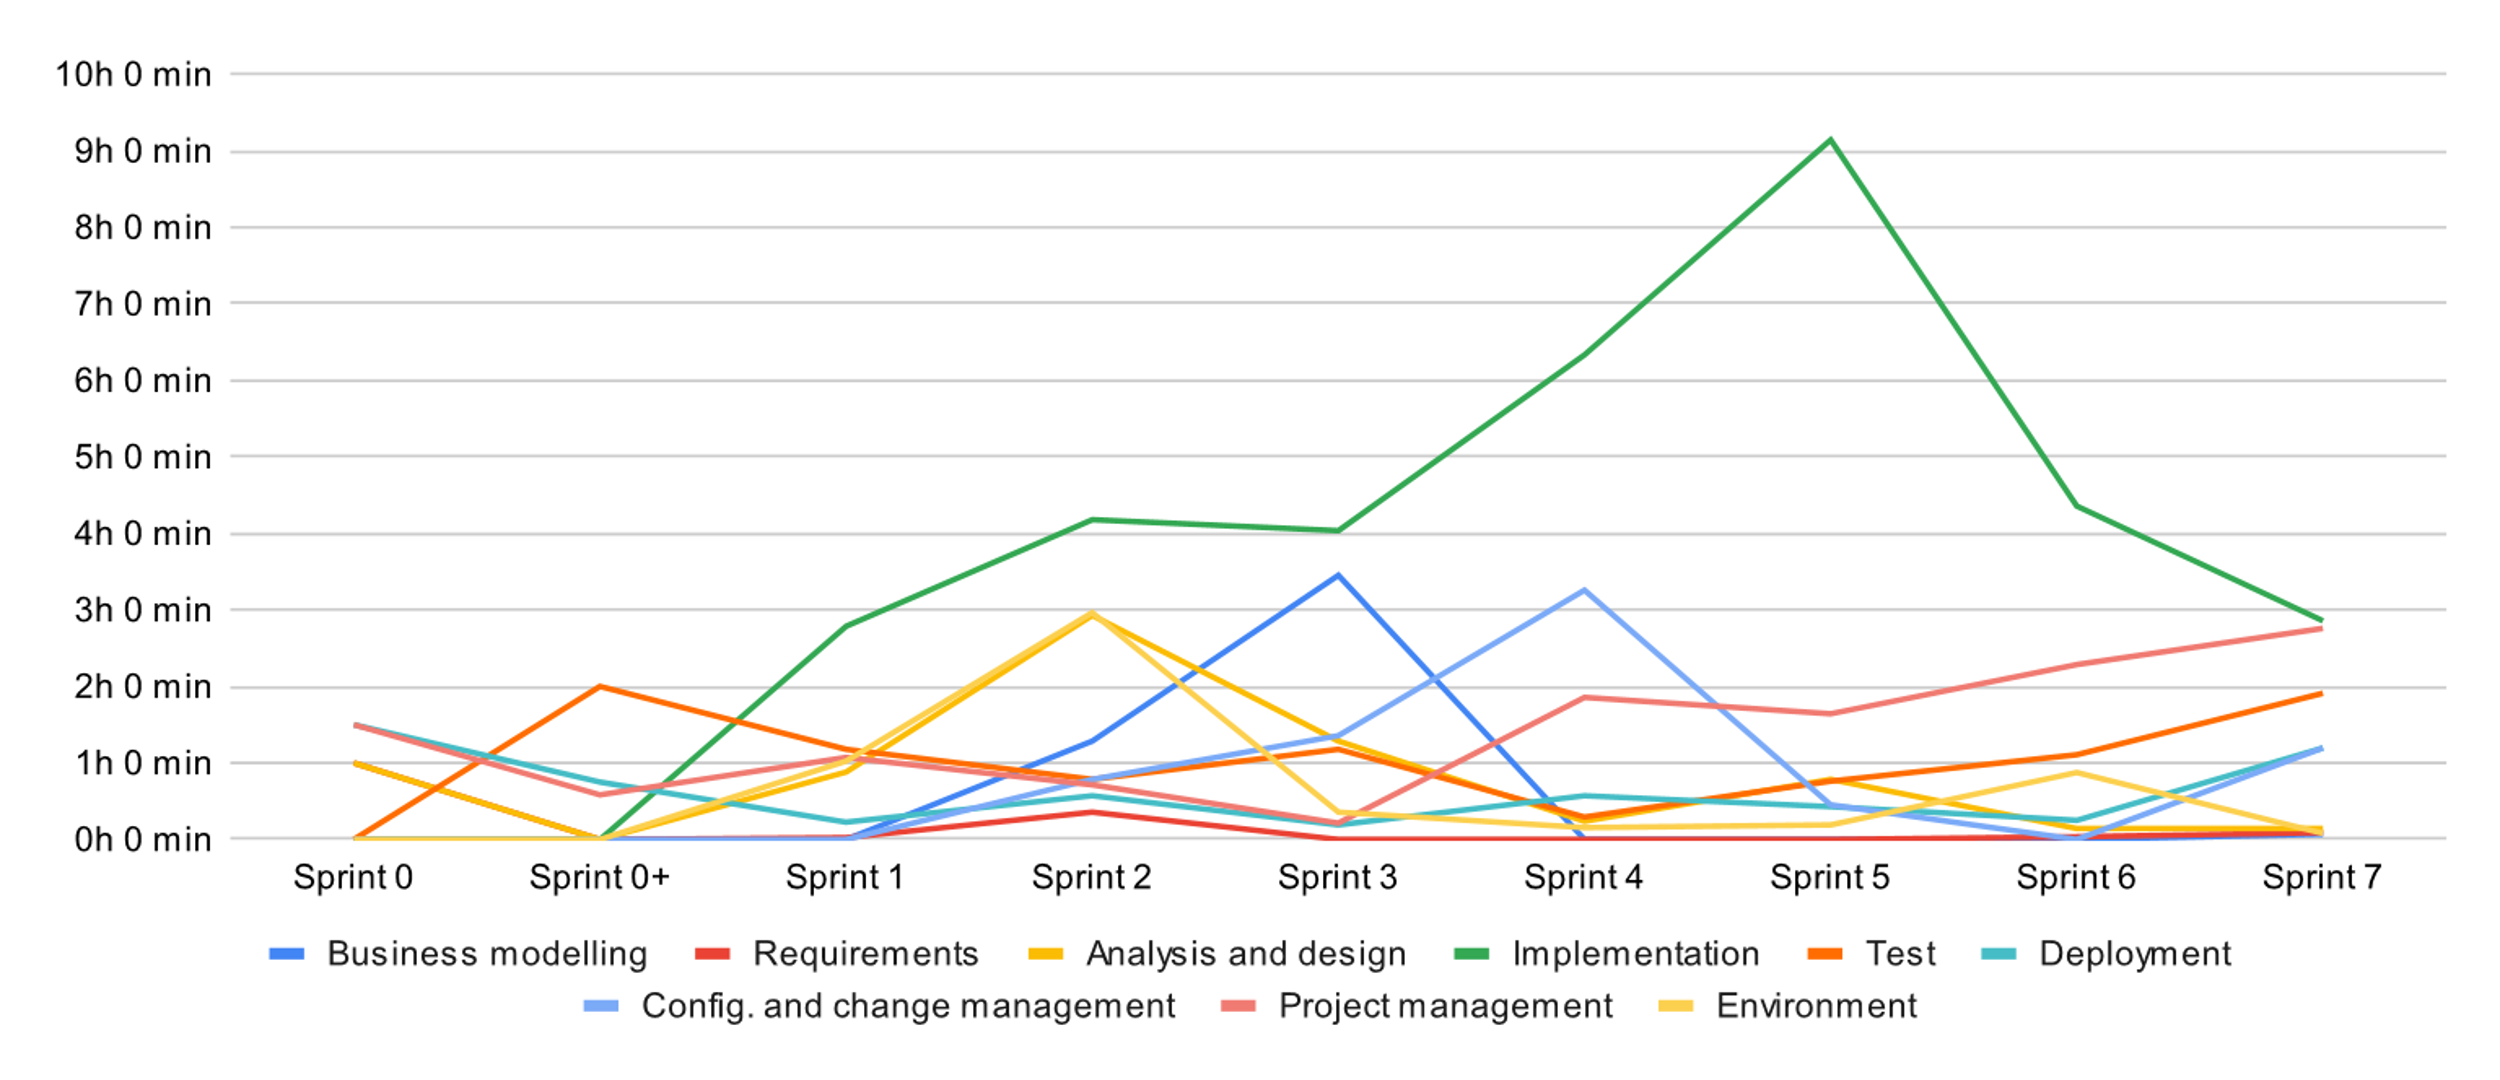 10h 0 min
9h 0 min
8h 0 min
7h 0 min
6h 0 min
5h 0 min
4h 0 min
3h 0 min
2h 0 min
1h 0 min
0h 0 min
Sprint 0 Sprint 0+ Sprint 1 Sprint 2 Sprint 3 Sprint 4 Sprint 5 Sprint 6 Sprint 7
Business modelling Requirements Analysis and design Implementation Test Deployment
Config. and change management Project management Environment